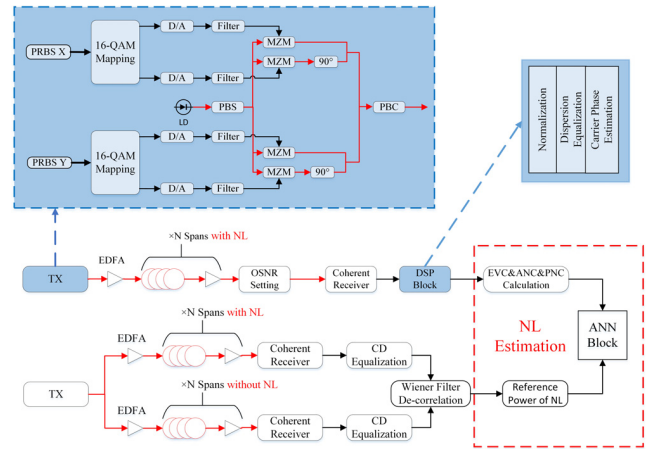 D/A
Filter
MZM
PRBS X
16-QAM
Mapping
MZM
90°
D/A
Filter
LD
PBS
PBC
D/A
Filter
MZM
PRBS Y
16-QAM
Mapping
MZM
90°
D/A
Filter
Normalization
Dispersion
Equalization
Carrier Phase
Estimation
×N Spans with NL
EDFA
TX
OSNR
Setting
Coherent
Receiver
DSP
Block
EVC&ANC&PNC
Calculation
×N Spans with NL
EDFA
Coherent
Receiver
CD
Equalization
NL
Estimation
ANN
Block
×N Spans without NL
TX
Wiener Filter
De-correlation
Reference
Power of NL
EDFA
Coherent
Receiver
CD
Equalization